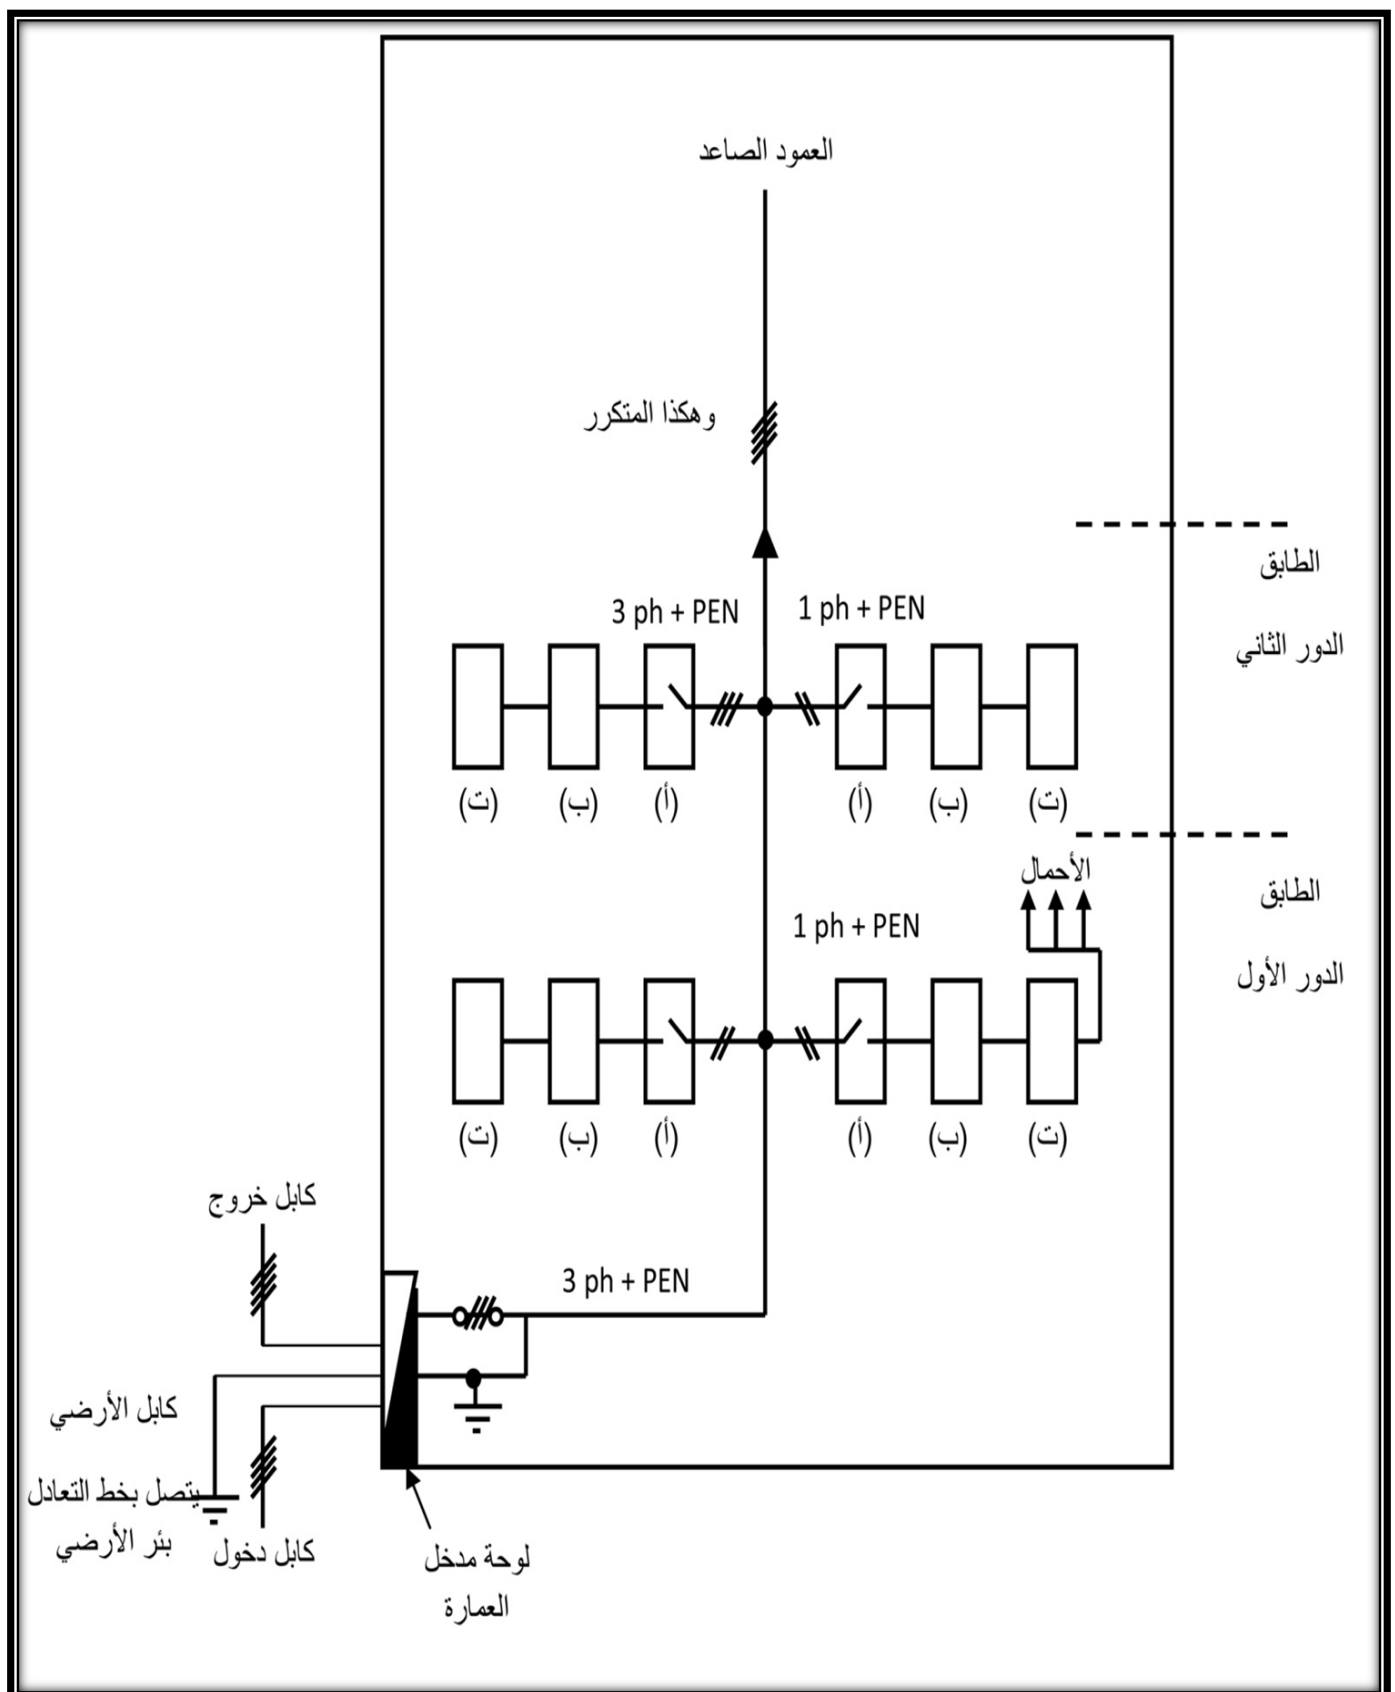 العمود الصاعد
وهكذا المتكرر
الطابق
الدور الثاني
3 ph + PEN
1 ph + PEN
(أ)
(ب)
(ت)
(أ)
(ب)
(ت)
الأحمال
الطابق
الدور الأول
1 ph + PEN
(أ)
(ب)
(ت)
(أ)
(ب)
(ت)
كابل خروج
3 ph + PEN
كابل الأرضي
يتصل بخط التعادل
بئر الأرضي
كابل دخول
لوحة مدخل
العمارة